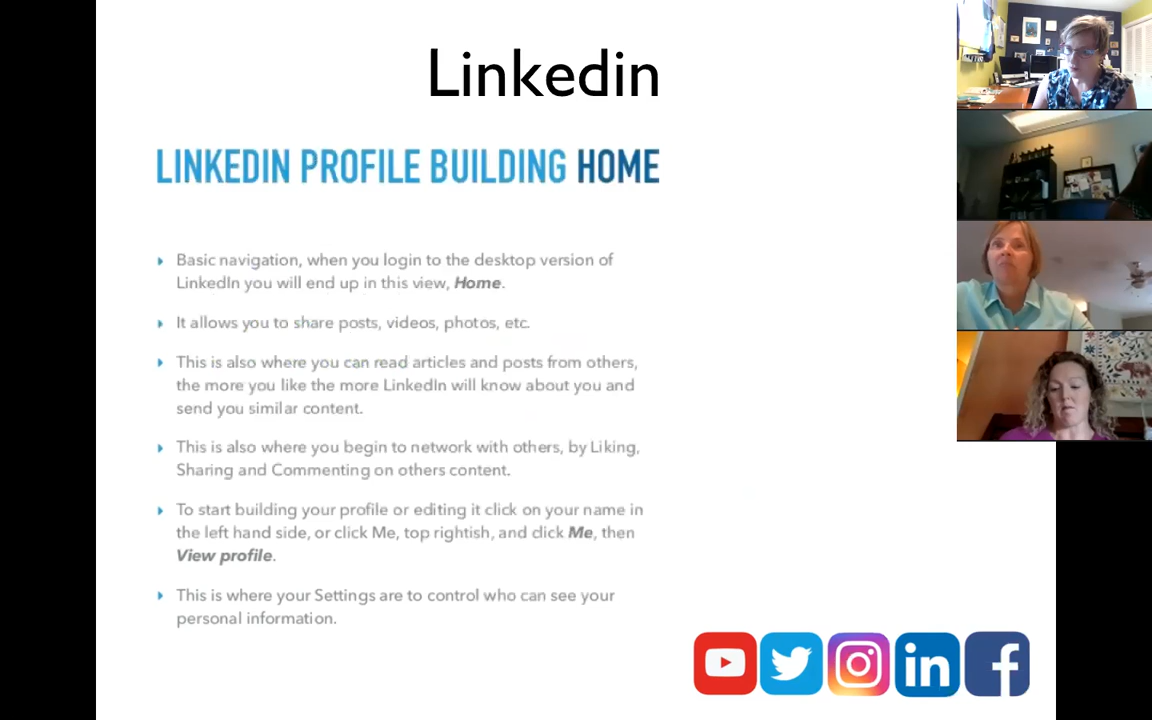 Linkedin
LINKEDIN PROFILE BUILDING HOME
Basic navigation, when you login to the desktop version of
LinkedIn you will end up in this view, Home.
It allows you to share posts, videos, photos, etc.
This is also where you can read articles and posts from others,
the more you like the more LinkedIn will know about you and
send you similar content.
This is also where you begin to network with others, by Liking,
Sharing and Commenting on others content.
To start building your profile or editing it click on your name in
the left hand side, or click Me, top rightish, and click Me, then
View profile.
This is where your Settings are to control who can see your
personal information.
in
f